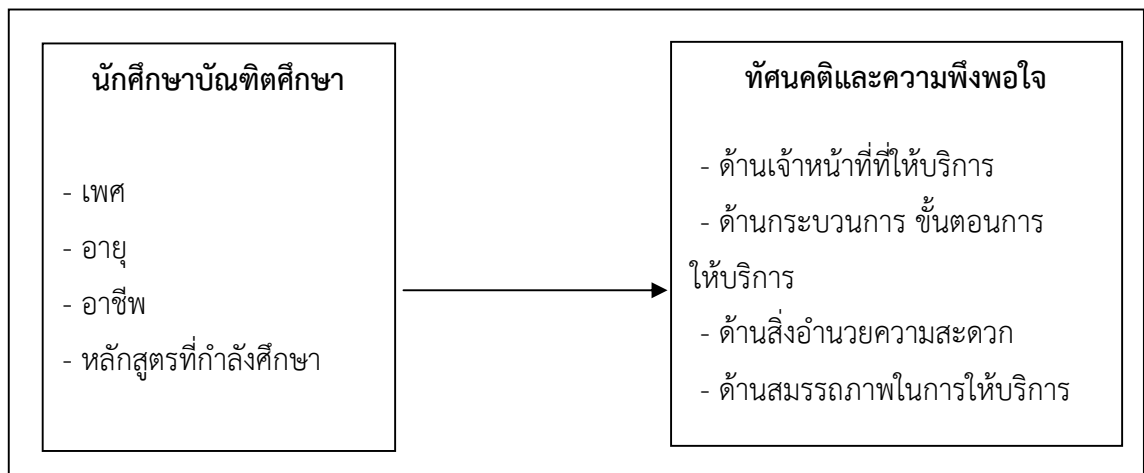 นักศึกษาบัณฑิตศึกษา
- เพศ
- อายุ
- อาชีพ
- หลักสูตรที่กำลังศึกษา
ทัศนคติและความพึงพอใจ
- ด้านเจ้าหน้าที่ที่ให้บริการ
- ด้านกระบวนการ ขั้นตอนการ
ให้บริการ
- ด้านสิ่งอำนวยความสะดวก
- ด้านสมรรถภาพในการให้บริการ